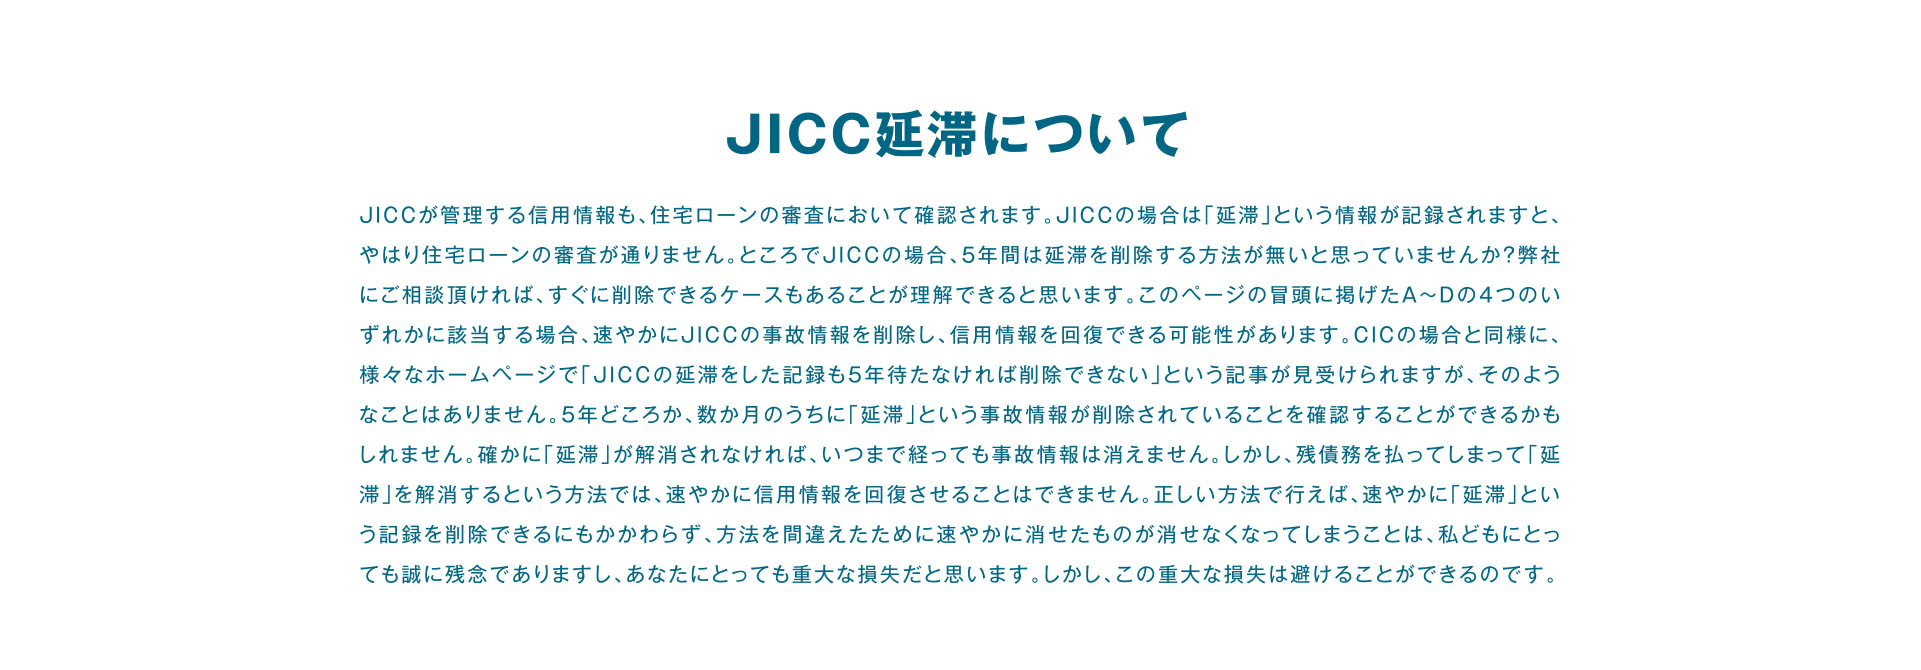 JICC延滞について
JICCが管理する信用情報も、住宅ローンの審査において確認されます。JICCの場合は「延滞」という情報が記録されますと、
やはり住宅ローンの審査が通りません。ところでJICCの場合、5年間は延滞を削除する方法が無いと思っていませんか?弊社
にご相談頂ければ、すぐに削除できるケースもあることが理解できると思います。このページの冒頭に掲げたA～Dの4つのい
ずれかに該当する場合、速やかにJICCの事故情報を削除し、信用情報を回復できる可能性があります。CICの場合と同様に、
様々なホームページで「JICCの延滞をした記録も5年待たなければ削除できない」という記事が見受けられますが、そのよう
なことはありません。5年どころか、数か月のうちに「延滞」という事故情報が削除されていることを確認することができるかも
しれません。確かに「延滞」が解消されなければ、いつまで経っても事故情報は消えません。しかし、残債務を払ってしまって「延
滞」を解消するという方法では、速やかに信用情報を回復させることはできません。正しい方法で行えば、速やかに「延滞」とい
う記録を削除できるにもかかわらず、方法を間違えたために速やかに消せたものが消せなくなってしまうことは、私どもにとっ
ても誠に残念でありますし、あなたにとっても重大な損失だと思います。しかし、この重大な損失は避けることができるのです。